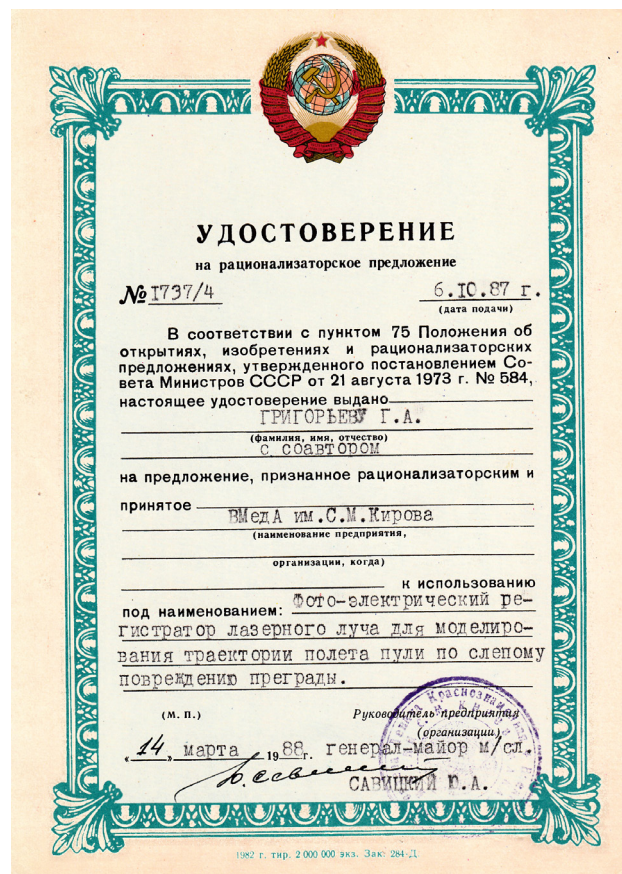 УДОСТОВЕРЕНИЕ
на рационализаторское предложение
№ 1737/4 6.10.87 г.
(дата подачи)
В соответствии с пунктом 75 Положения об
открытиях, изобретениях и рационализаторских
предложениях, утвержденного постановлением Со-
вета Министров СССР от 21 августа 1973 г. № 584,
настоящее удостоверение выдано
ГРИГОРЬЕВУ Г.А.
(фамилия, имя, отчество)
с соавтором
на предложение, признанное рационализаторским и
принятое
ВМедА им.С.М.Кирова
(наименование предприятия,
организации, когда)
к использованию
под наименованием: Фото-электрический ре-
гистратор лазерного луча для моделиро-
вания траектории полета пули по слепому
повреждению преграды.
(М. П.) Руководитель предприятия
(организации)
„14„ марта 1988г. генерал-майор м/сл.
САВИЦКИЙ Ю.А.
1982 г. тир. 2 000 000 экз. Зак. 284-Д